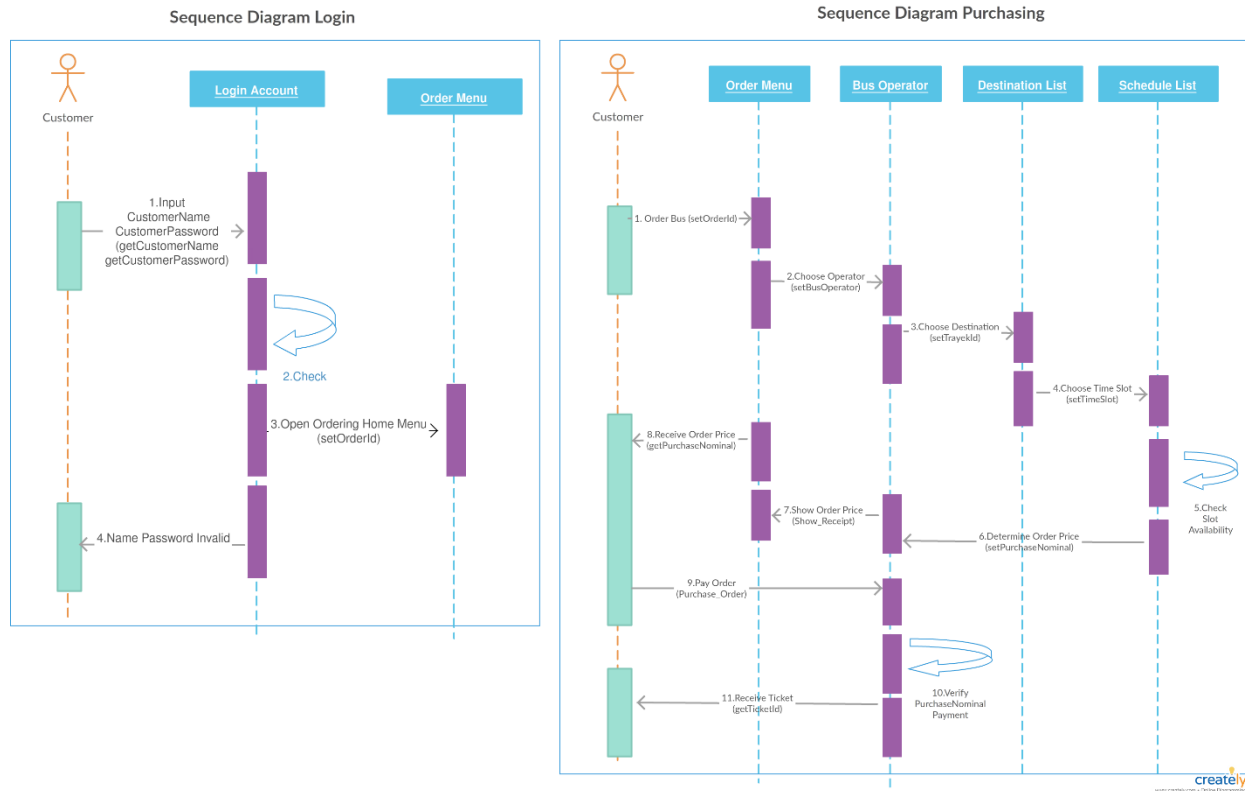 Sequence Diagram Login
Customer
Login Account
Order Menu
1.Input
CustomerName
CustomerPassword
(getCustomerName
getCustomerPassword)
2.Check
3.Open Ordering Home Menu
(setOrderId)
4.Name Password Invalid
Sequence Diagram Purchasing
Customer
Order Menu
Bus Operator
Destination List
Schedule List
1. Order Bus (setOrderId)
2.Choose Operator
(setBusOperator)
3.Choose Destination
(setTrayekId)
4.Choose Time Slot
(setTimeSlot)
5.Check
Slot
Availability
6.Determine Order Price
(setPurchaseNominal)
7.Show Order Price
(Show_Receipt)
8.Receive Order Price
(getPurchaseNominal)
9.Pay Order
(Purchase_Order)
10.Verify
PurchaseNominal
Payment
11.Receive Ticket
(getTicketId)
creately